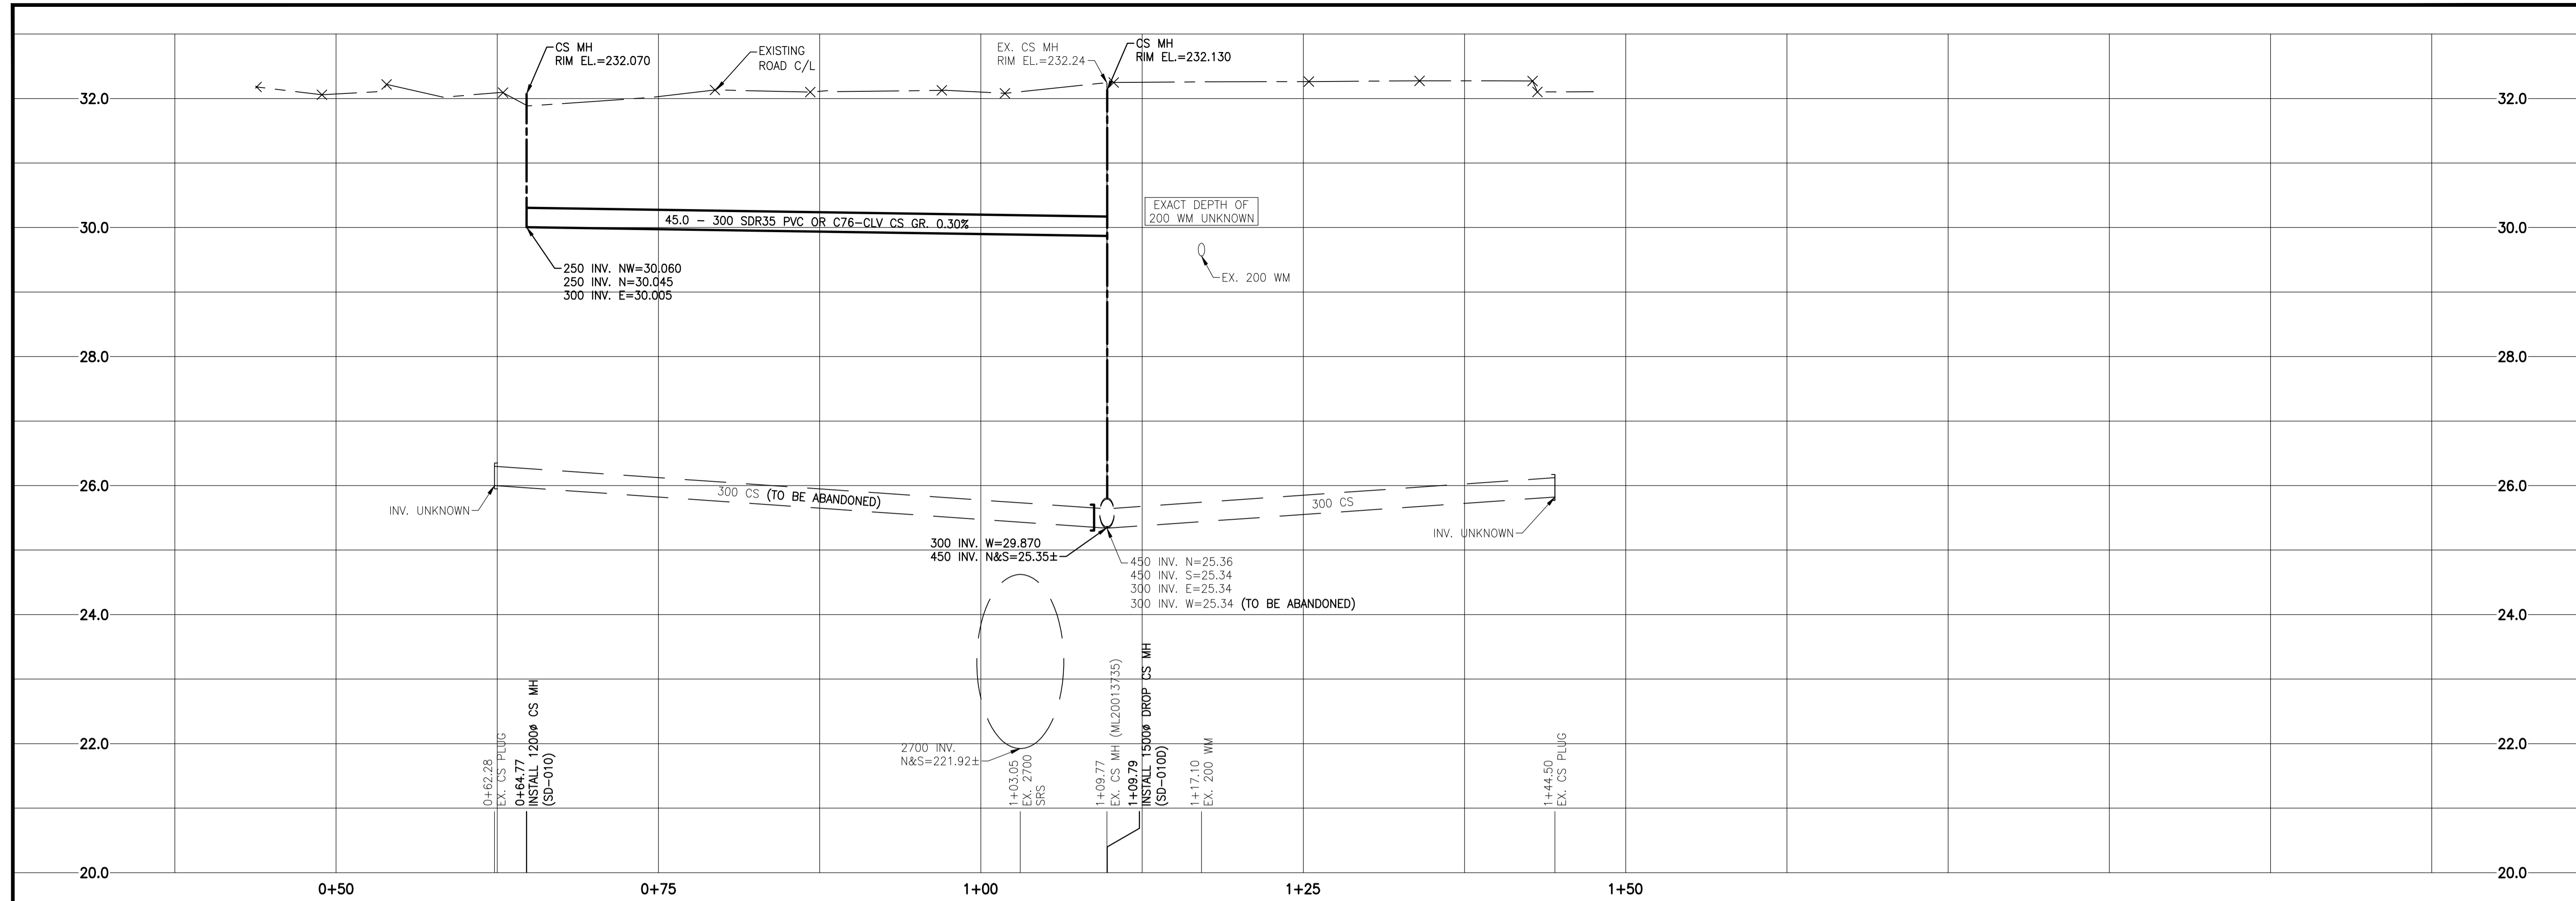 CS MH
RIM EL.=232.070
EXISTING
ROAD C/L
EX. CS MH
RIM EL.=232.24
CS MH
RIM EL.=232.130
32.0
32.0
EXACT DEPTH OF
200 WM UNKNOWN
45.0 - 300 SDR35 PVC OR C76-CLV CS GR. 0.30%
30.0
30.0
250 INV. NW=30.060
250 INV. N=30.045
300 INV. E=30.005
EX. 200 WM
28.0
28.0
26.0
26.0
300 CS (TO BE ABANDONED)
300 CS
INV. UNKNOWN
INV. UNKNOWN
300 INV. W=29.870
450 INV. N&S=25.35±
450 INV. N=25.36
450 INV. S=25.34
300 INV. E=25.34
300 INV. W=25.34 (TO BE ABANDONED)
24.0
24.0
22.0
22.0
2700 INV.
N&S=221.92±
0+62.28
EX. CS PLUG
0+64.77
INSTALL 1200ø CS MH
(SD-010)
1+03.05
EX. 2700
SRS
1+09.77
EX. CS MH (ML20013735)
1+09.79
INSTALL 1500ø DROP CS MH
(SD-010D)
1+17.10
EX. 200 WM
1+44.50
EX. CS PLUG
20.0
20.0
0+50
0+75
1+00
1+25
1+50